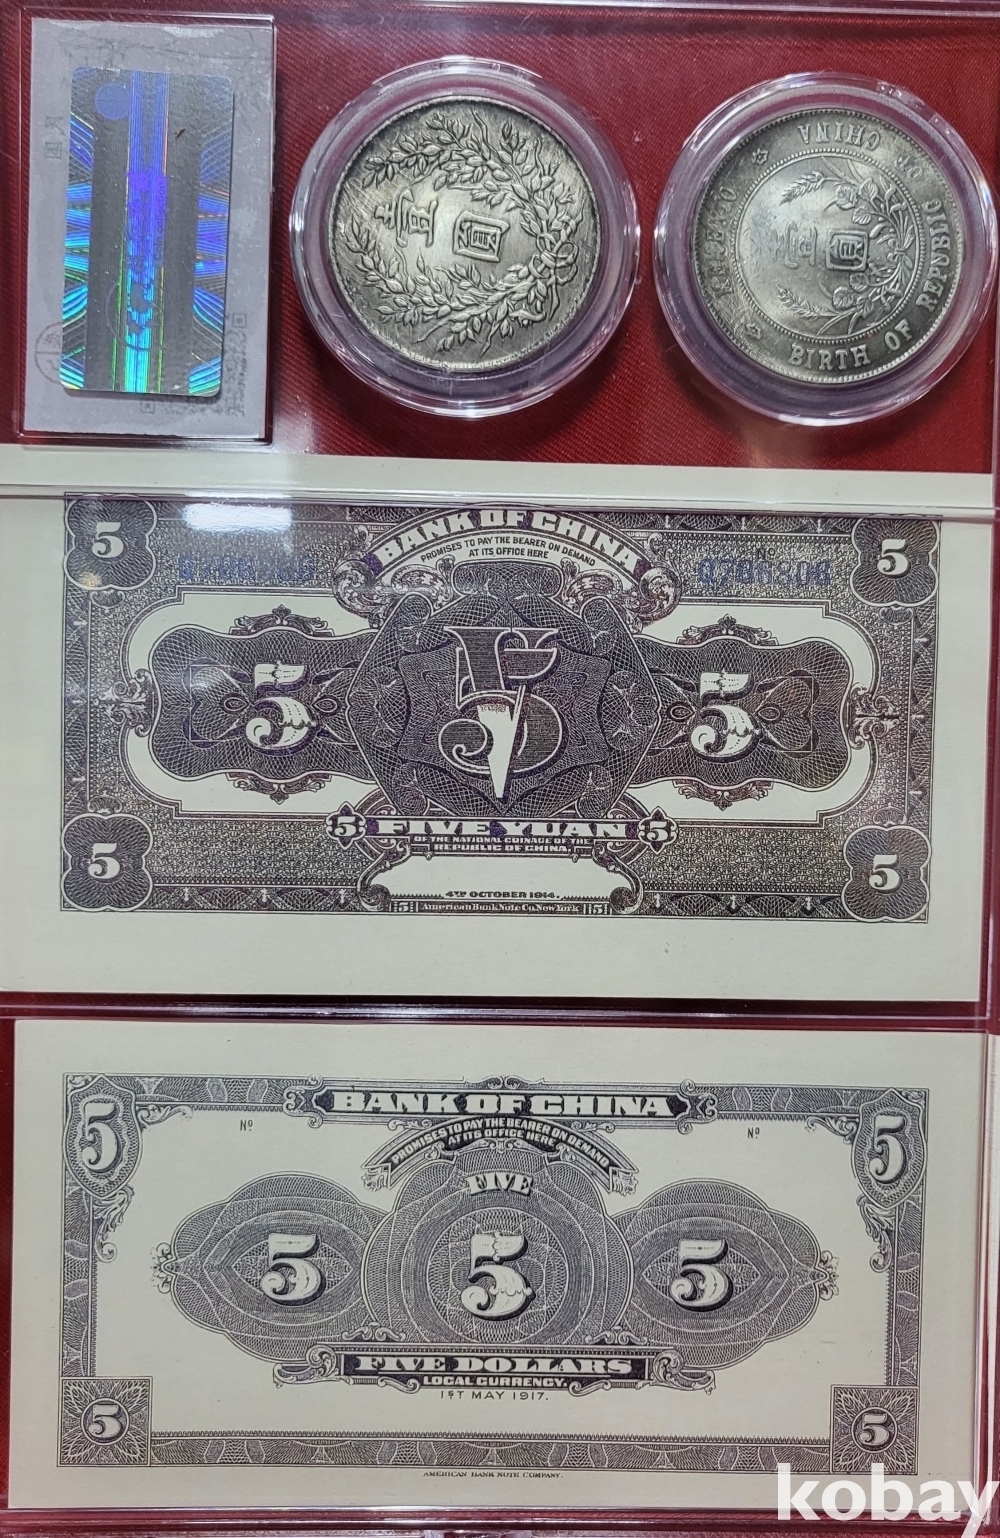 壹圓
MEMENTO
BIRTH OF REPUBLIC OF CHINA
壹圓
BANK OF CHINA
PROMISES TO PAY THE BEARER ON DEMAND
AT ITS OFFICE HERE
5
5
Nº
Q766806
5
5
5
5 FIVE YUAN 5
OF THE NATIONAL COINAGE OF THE
REPUBLIC OF CHINA.
5
5
4TH OCTOBER 1914.
5 American Bank Note Co. New York 5
BANK OF CHINA
5
Nº
Nº
5
PROMISES TO PAY THE BEARER ON DEMAND
AT ITS OFFICE HERE
FIVE
5
5
5
FIVE DOLLARS
LOCAL CURRENCY.
1ST MAY 1917.
5
5
AMERICAN BANK NOTE COMPANY.
kobay